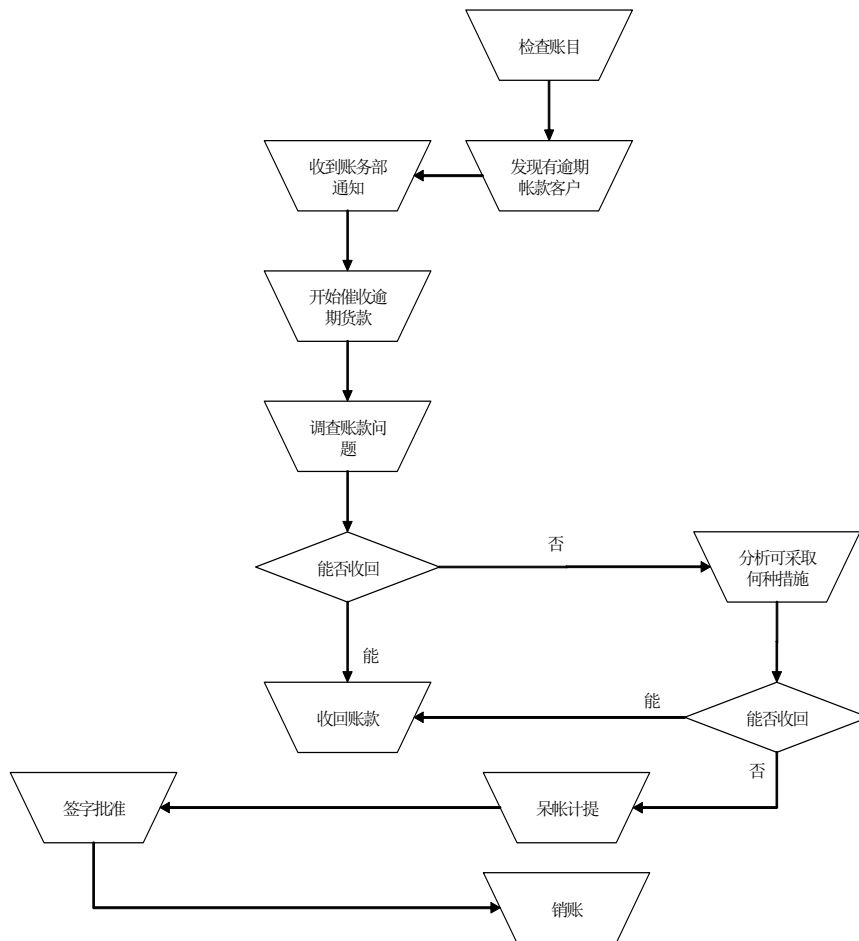 检查账目
收到账务部
通知
发现有逾期
帐款客户
开始催收逾
期货款
调查账款问
题
能否收回
否
分析可采取
何种措施
能
收回账款
能
能否收回
否
签字批准
呆帐计提
销账